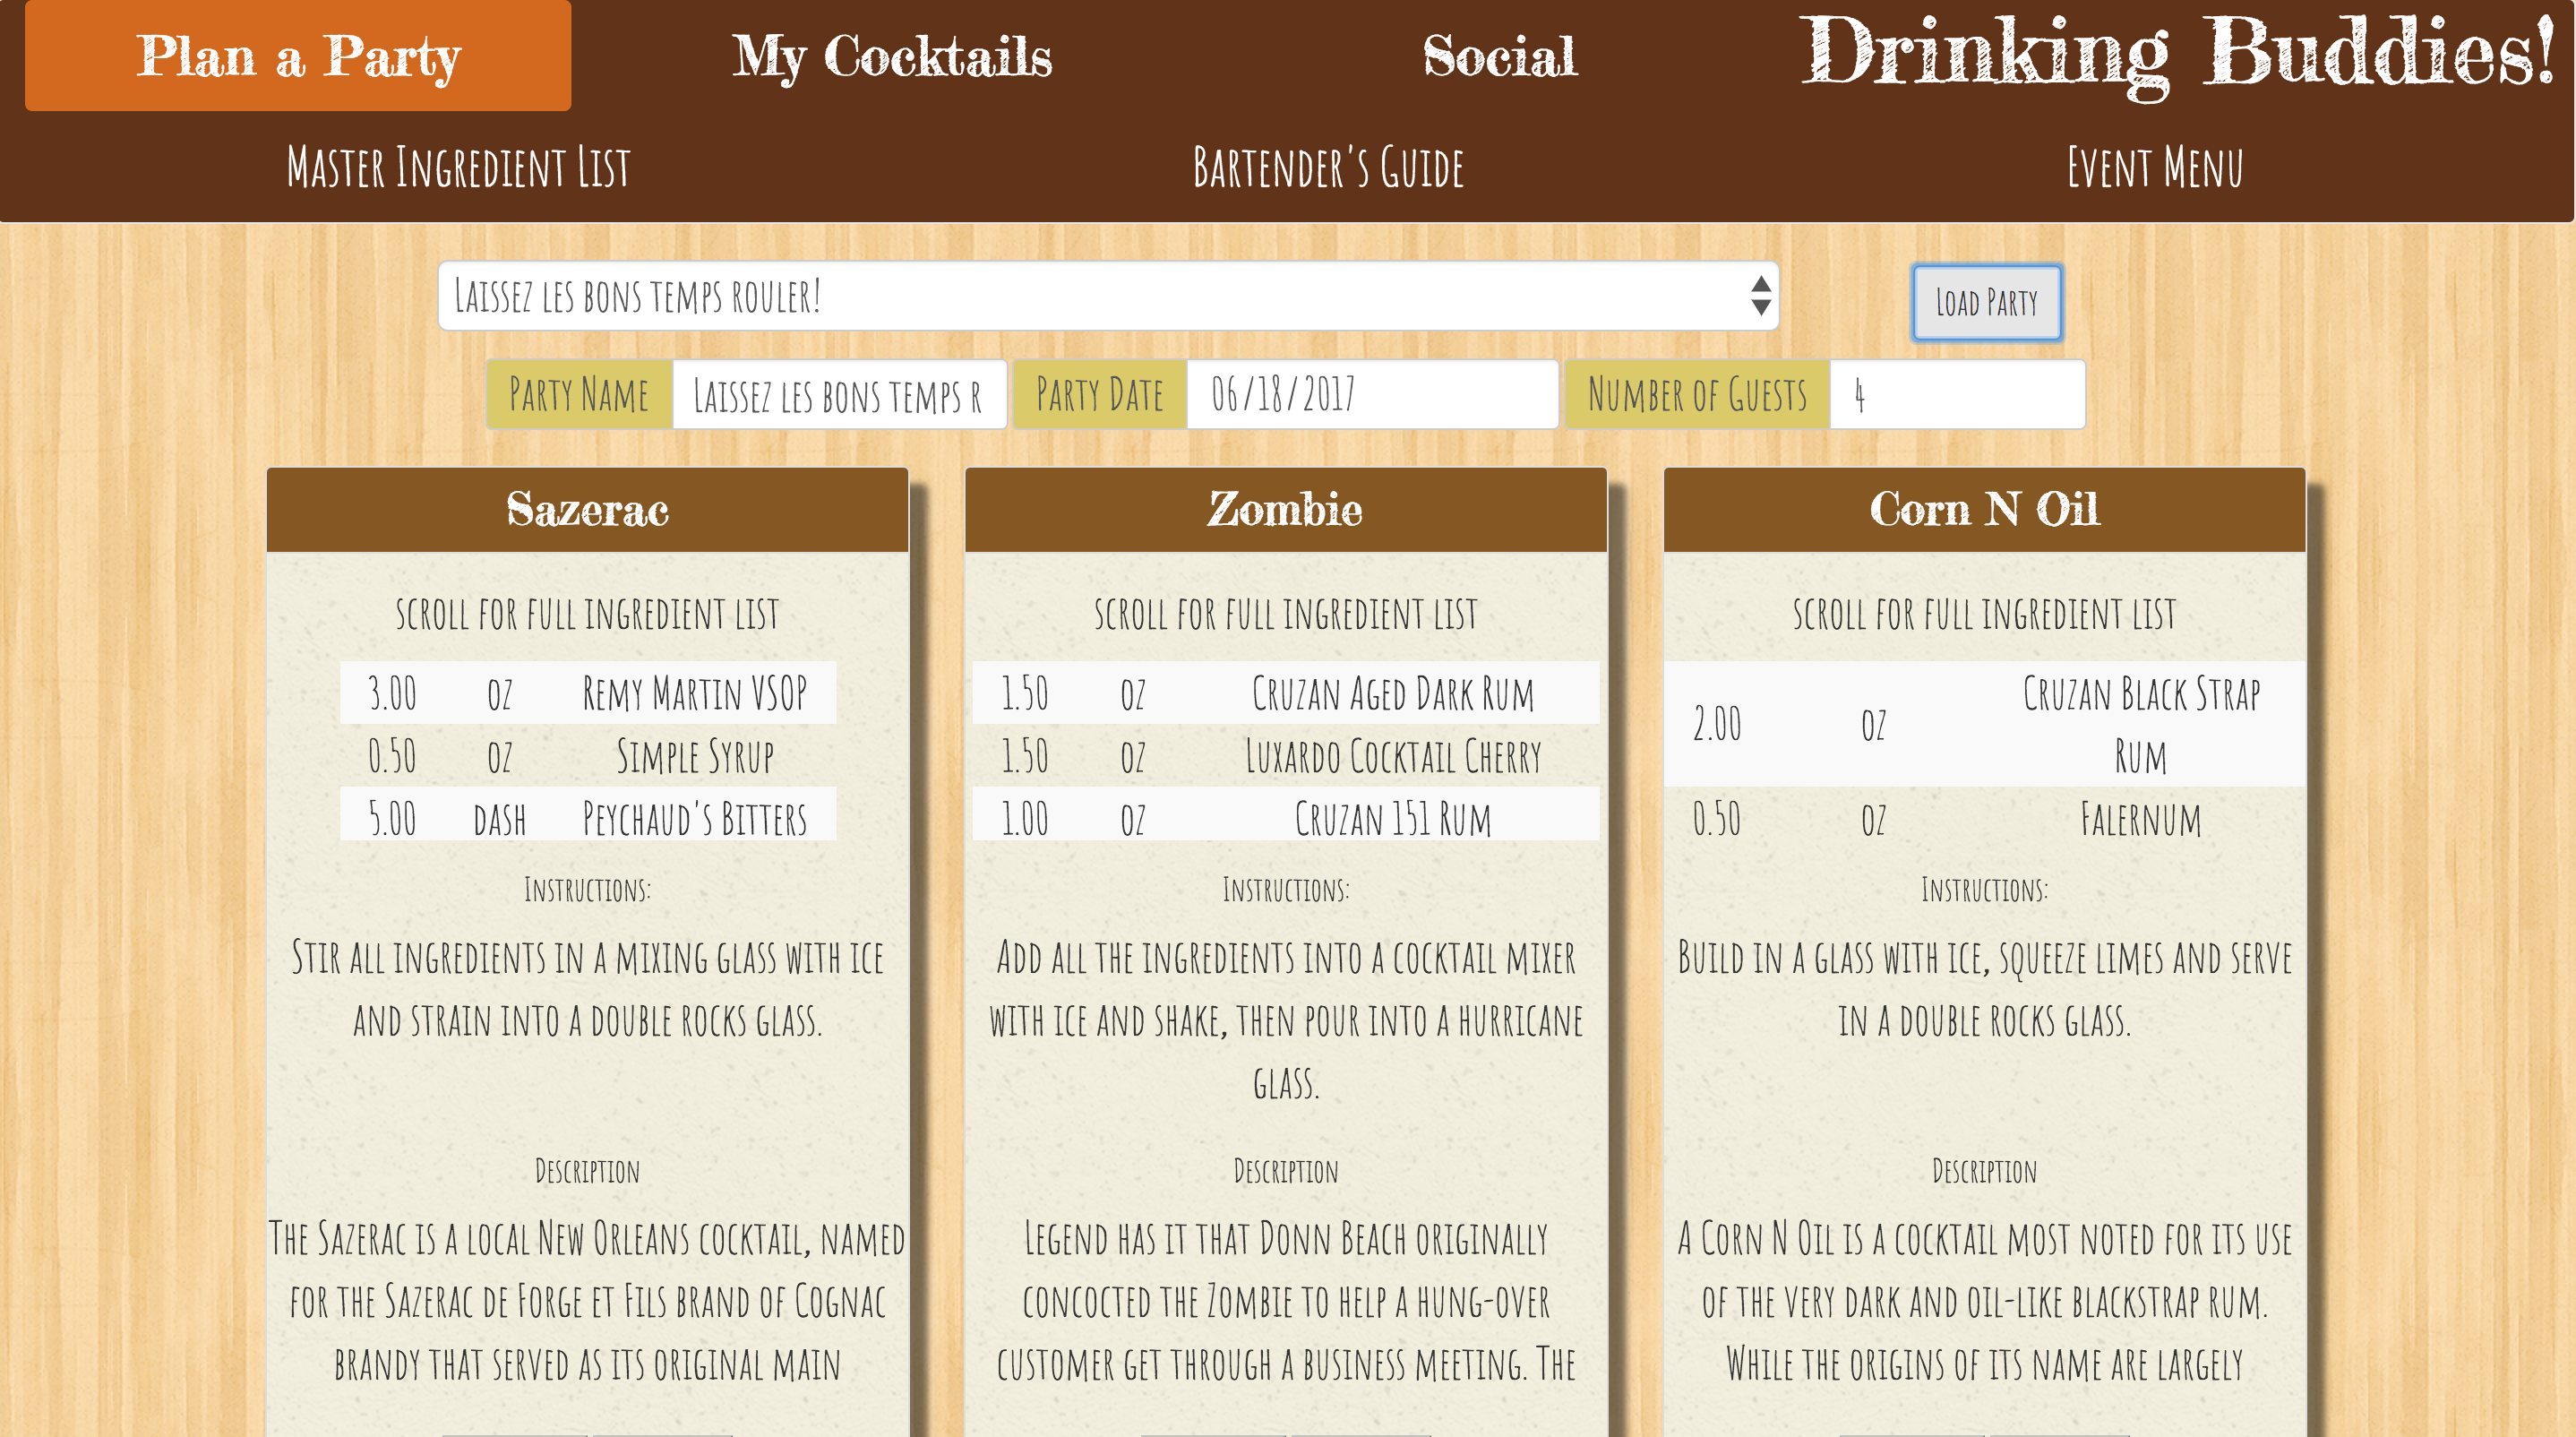 Plan a Party My Cocktails Social Drinking Buddies!
Master Ingredient List Bartender's Guide Event Menu
Laissez les bons temps rouler! Load Party
Party Name Laissez les bons temps r Party Date 06/18/2017 Number of Guests 4
Sazerac
scroll for full ingredient list
3.00 oz Remy Martin VSOP
0.50 oz Simple Syrup
5.00 dash Peychaud's Bitters
Instructions:
Stir all ingredients in a mixing glass with ice
and strain into a double rocks glass.
Description
The Sazerac is a local New Orleans cocktail, named
for the Sazerac de Forge et Fils brand of Cognac
brandy that served as its original main
Zombie
scroll for full ingredient list
1.50 oz Cruzan Aged Dark Rum
1.50 oz Luxardo Cocktail Cherry
1.00 oz Cruzan 151 Rum
Instructions:
Add all the ingredients into a cocktail mixer
with ice and shake, then pour into a hurricane
glass.
Description
Legend has it that Donn Beach originally
concocted the Zombie to help a hung-over
customer get through a business meeting. The
Corn N Oil
scroll for full ingredient list
2.00 oz Cruzan Black Strap
Rum
0.50 oz Falernum
Instructions:
Build in a glass with ice, squeeze limes and serve
in a double rocks glass.
Description
A Corn N Oil is a cocktail most noted for its use
of the very dark and oil-like blackstrap rum.
While the origins of its name are largely